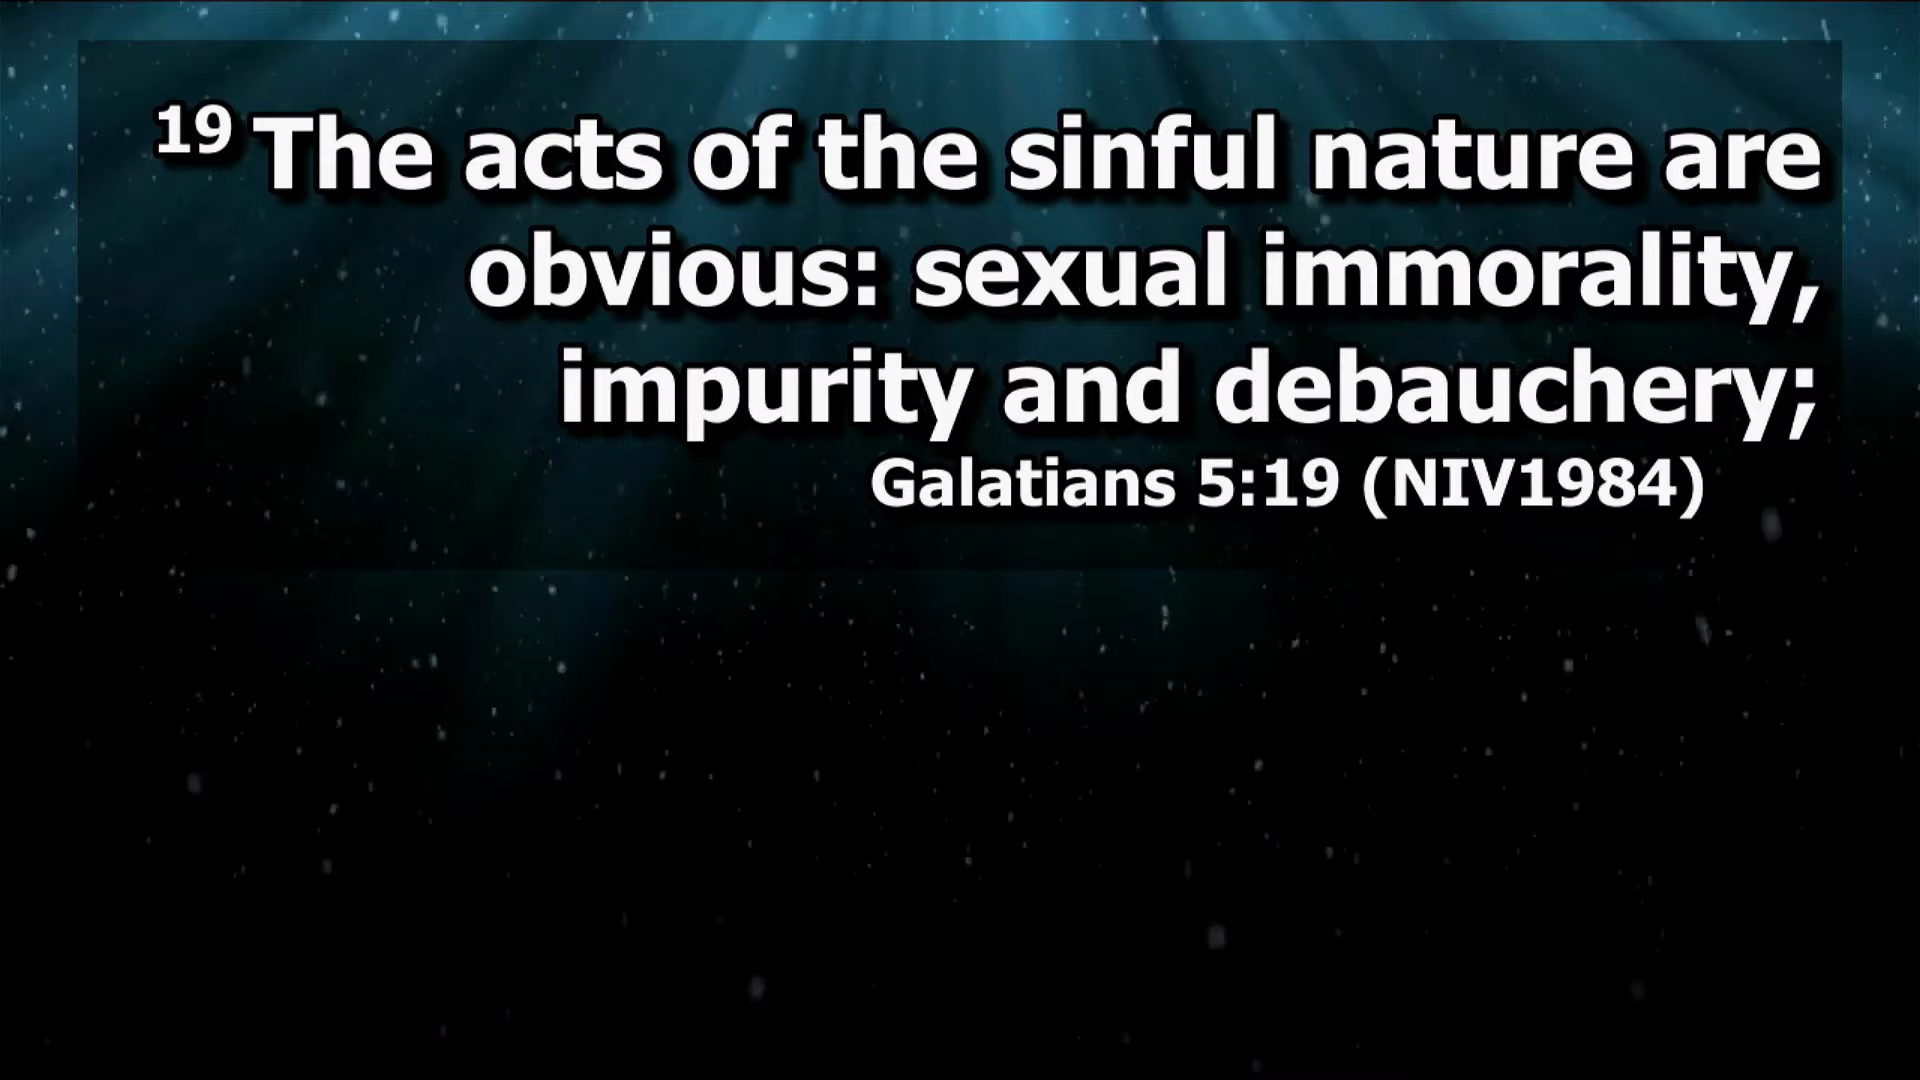 19 The acts of the sinful nature are
obvious: sexual immorality,
impurity and debauchery;
Galatians 5:19 (NIV1984)